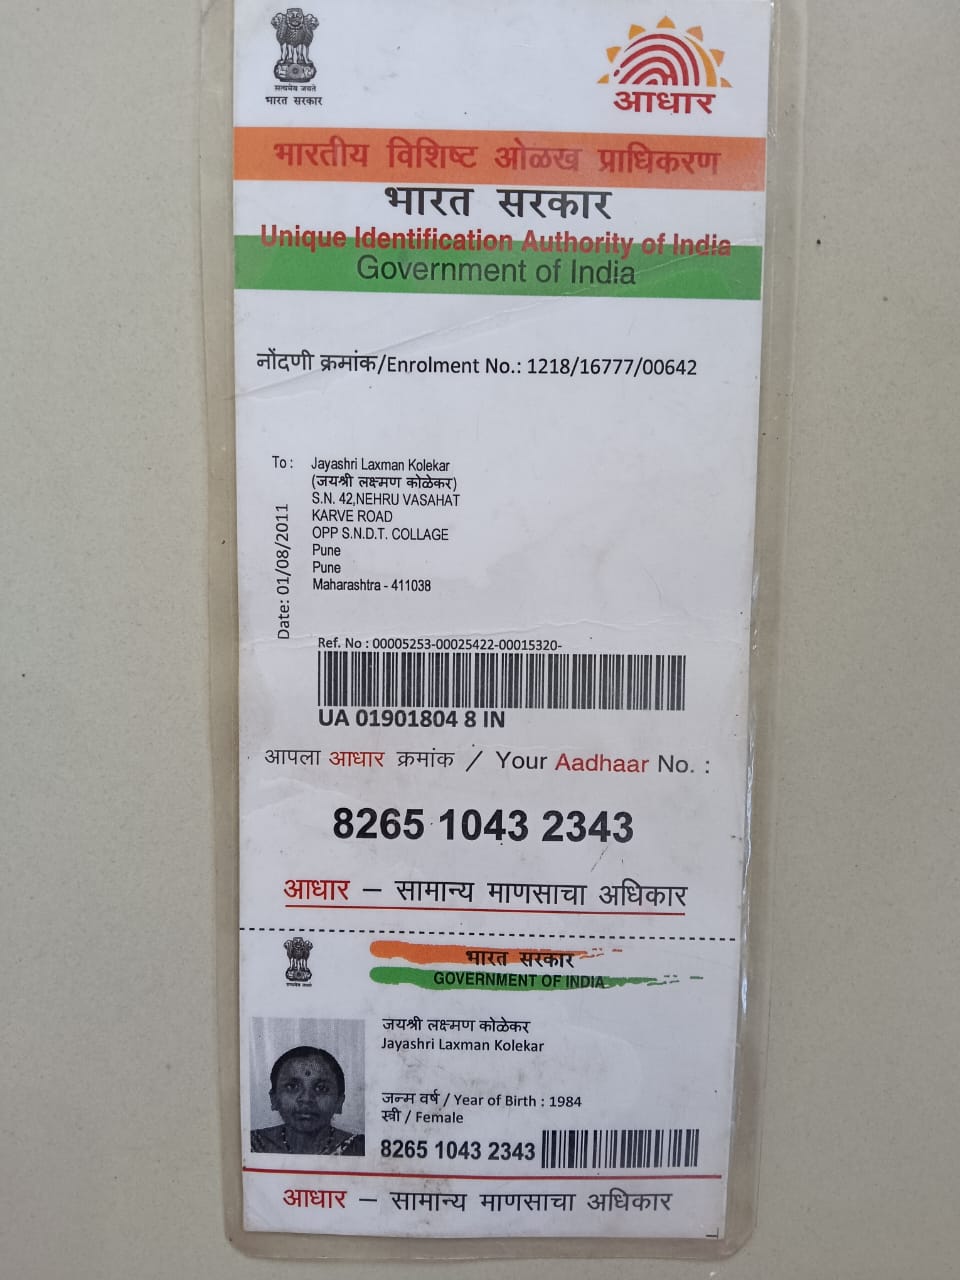 सत्यमेव जयते
भारत सरकार
आधार
भारतीय विशिष्ट ओळख प्राधिकरण
भारत सरकार
Unique Identification Authority of India
Government of India
नोंदणी क्रमांक/Enrolment No.: 1218/16777/00642
To : Jayashri Laxman Kolekar
(जयश्री लक्ष्मण कोळेकर)
S.N. 42,NEHRU VASAHAT
KARVE ROAD
OPP S.N.D.T. COLLAGE
Pune
Pune
Maharashtra - 411038
Date: 01/08/2011
Ref. No : 00005253-00025422-00015320-
UA 01901804 8 IN
आपला आधार क्रमांक / Your Aadhaar No. :
8265 1043 2343
आधार – सामान्य माणसाचा अधिकार
भारत सरकार
GOVERNMENT OF INDIA
सत्यमेव जयते
जयश्री लक्ष्मण कोळेकर
Jayashri Laxman Kolekar
जन्म वर्ष / Year of Birth : 1984
स्त्री / Female
8265 1043 2343
आधार – सामान्य माणसाचा अधिकार